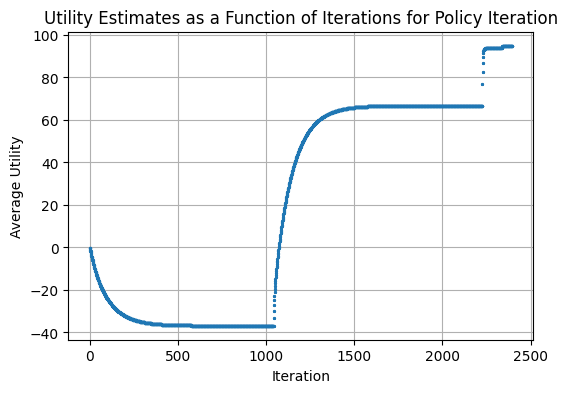 Utility Estimates as a Function of Iterations for Policy Iteration
Average Utility
100
80
60
40
20
0
−20
−40
0 500 1000 1500 2000 2500
Iteration